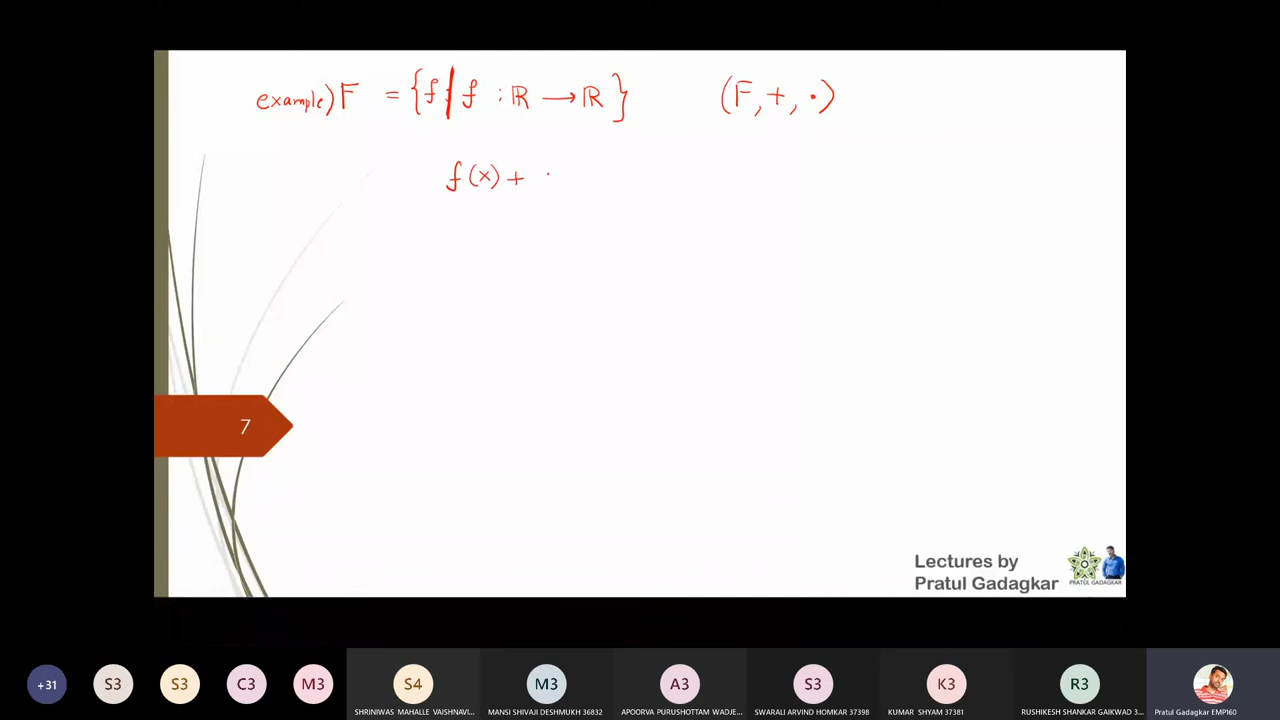 example) F = {f | f : ℝ → ℝ} (F, +, ·)
f(x) +
7
Lectures by
Pratul Gadagkar
PRATUL GADAGKAR
+31 S3 S3 C3 M3 S4 M3 A3 S3 K3 R3
SHRINIWAS MAHALLE VAISHNAVI... MANSI SHIVAJI DESHMUKH 36832 APOORVA PURUSHOTTAM WADJE... SWARALI ARVIND HOMKAR 37398 KUMAR SHYAM 37381 RUSHIKESH SHANKAR GAIKWAD 3... Pratul Gadagkar EMP160